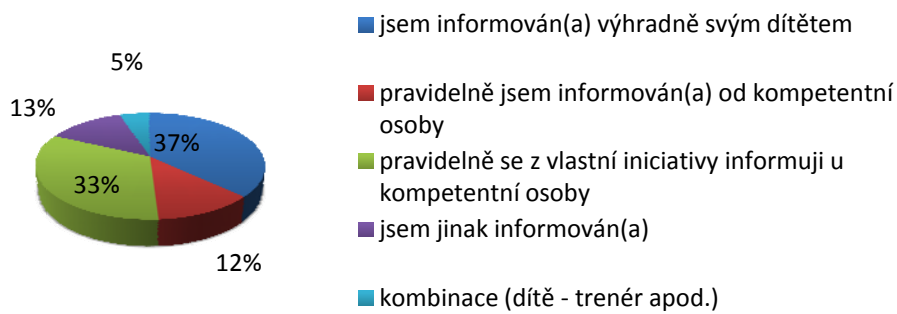 5%
13%
37%
33%
12%
jsem informován(a) výhradně svým dítětem
pravidelně jsem informován(a) od kompetentní
osoby
pravidelně se z vlastní iniciativy informuji u
kompetentní osoby
jsem jinak informován(a)
kombinace (dítě - trenér apod.)